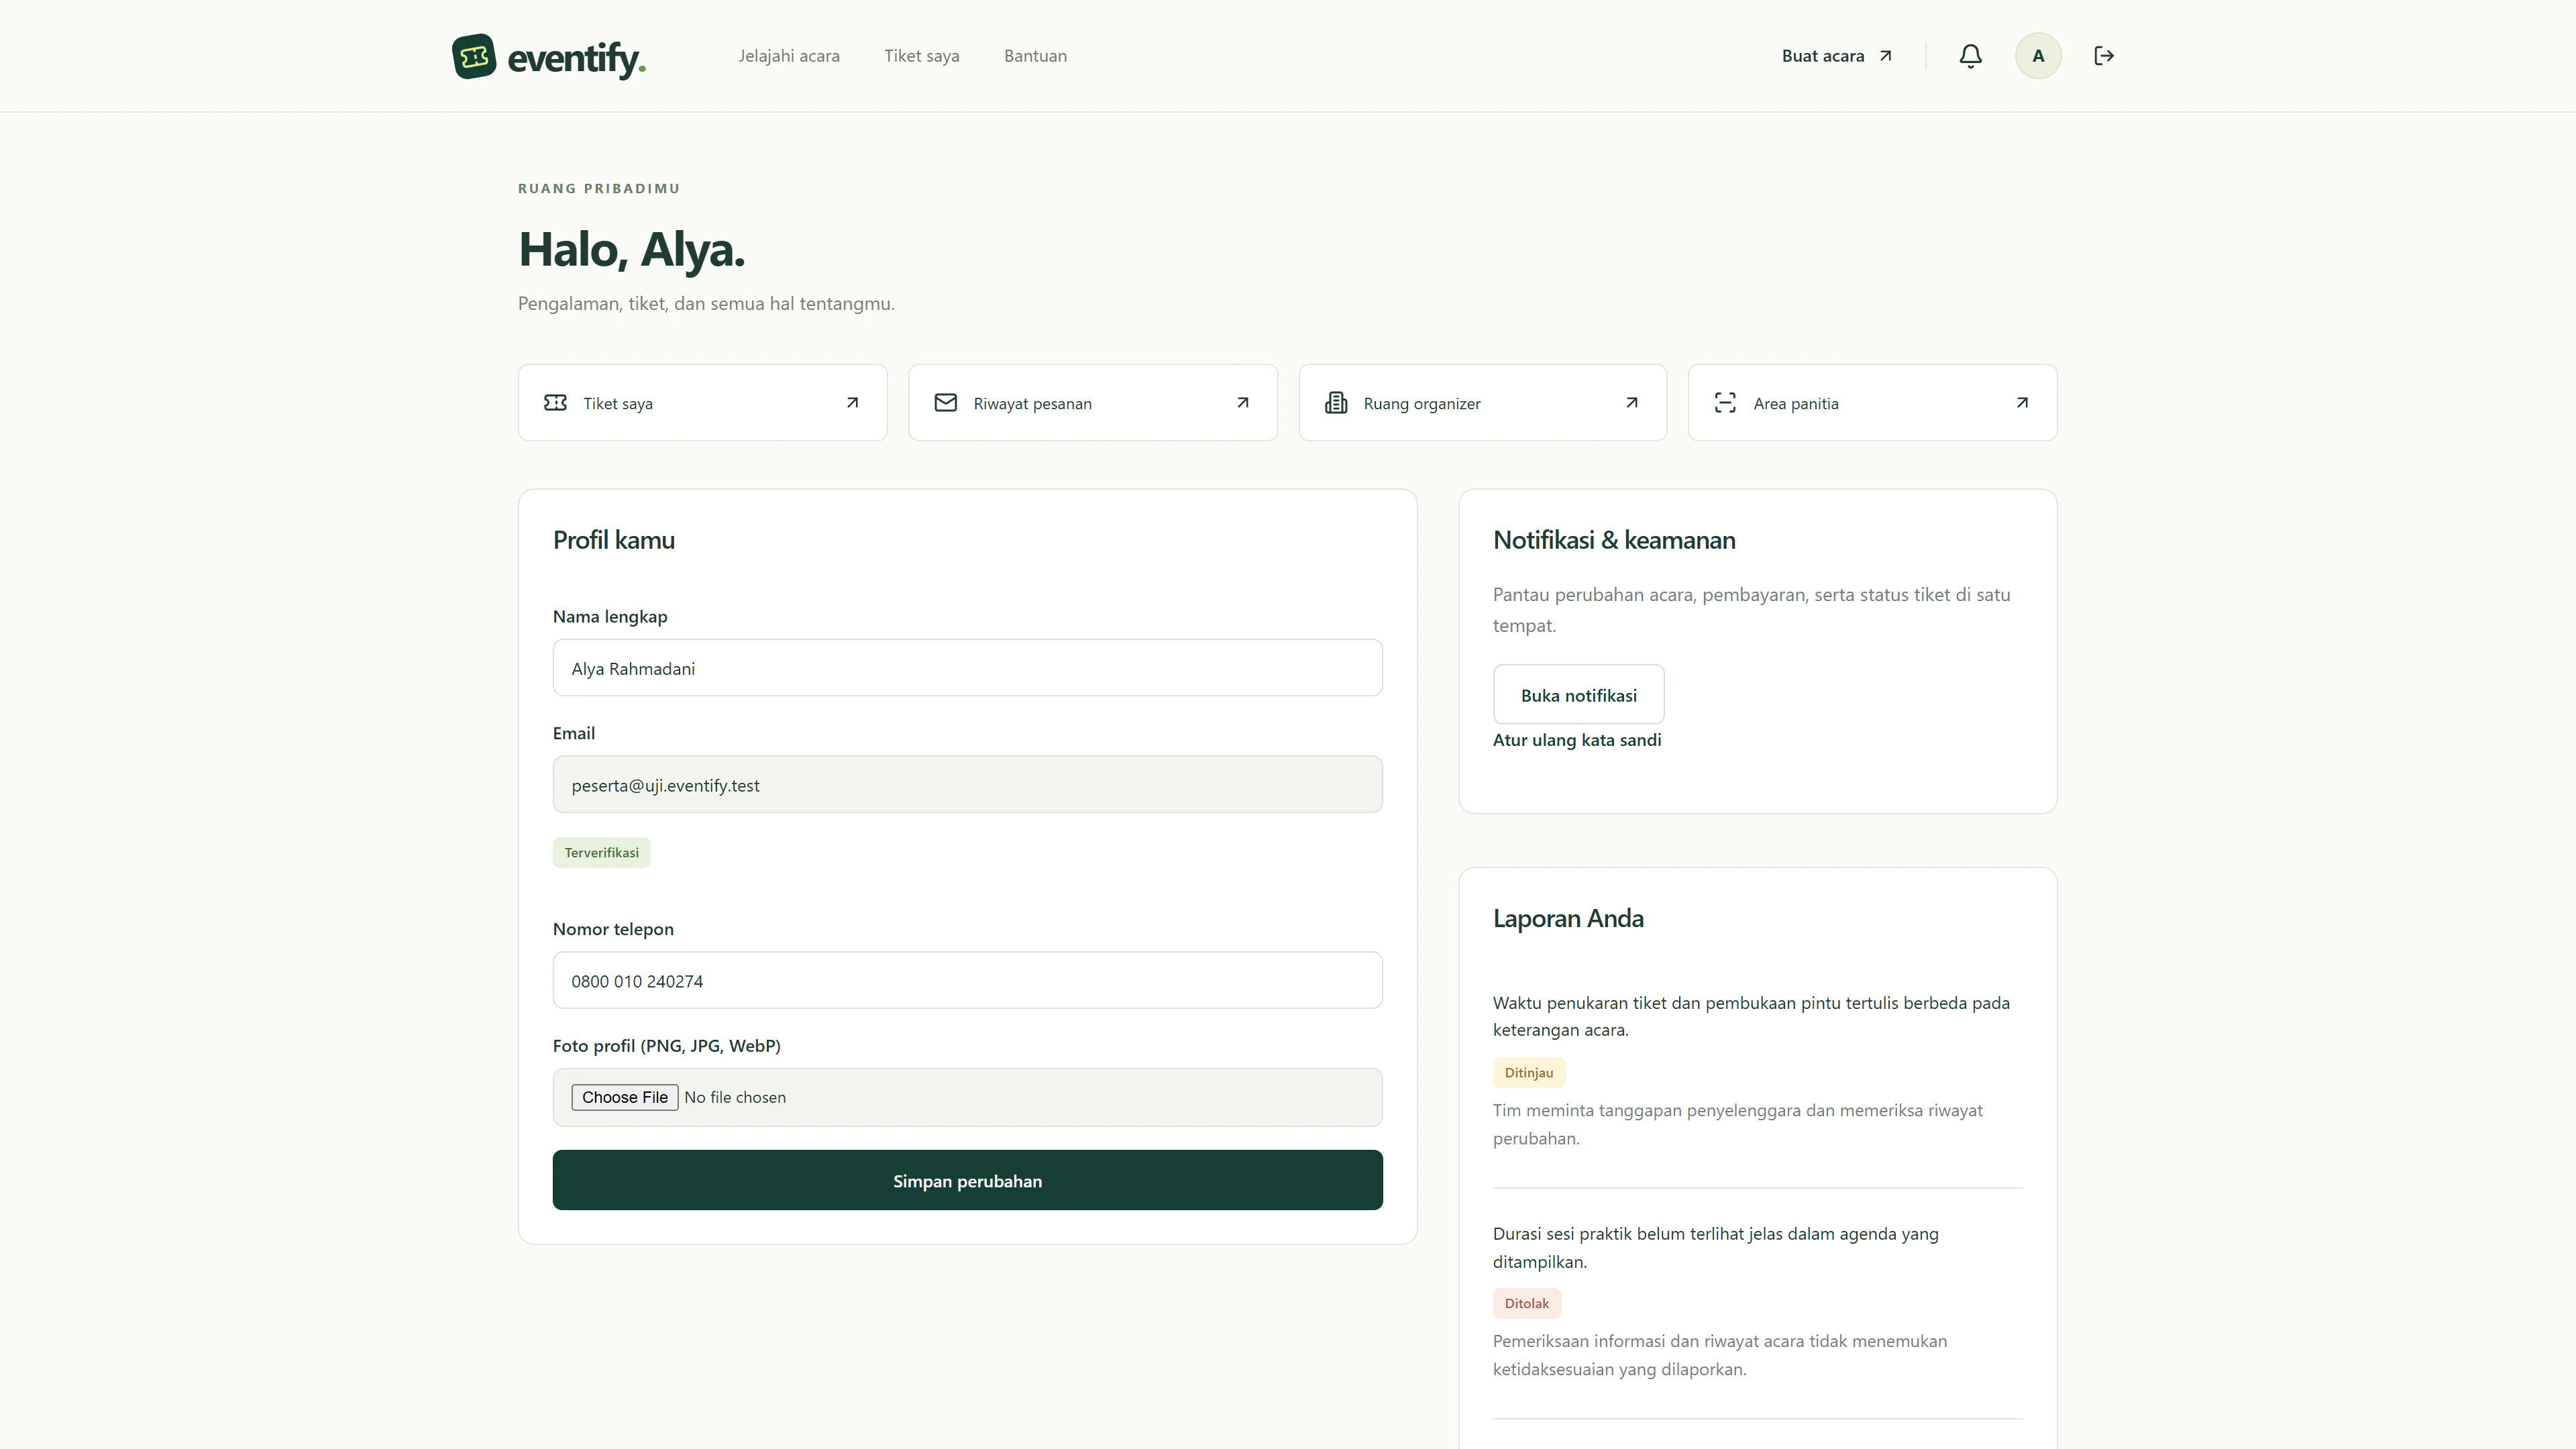 eventify.
Jelajahi acara
Tiket saya
Bantuan
Buat acara
A
RUANG PRIBADIMU
Halo, Alya.
Pengalaman, tiket, dan semua hal tentangmu.
Tiket saya
Riwayat pesanan
Ruang organizer
Area panitia
Profil kamu
Nama lengkap
Alya Rahmadani
Email
peserta@uji.eventify.test
Terverifikasi
Nomor telepon
0800 010 240274
Foto profil (PNG, JPG, WebP)
Choose File No file chosen
Simpan perubahan
Notifikasi & keamanan
Pantau perubahan acara, pembayaran, serta status tiket di satu
tempat.
Buka notifikasi
Atur ulang kata sandi
Laporan Anda
Waktu penukaran tiket dan pembukaan pintu tertulis berbeda pada
keterangan acara.
Ditinjau
Tim meminta tanggapan penyelenggara dan memeriksa riwayat
perubahan.
Durasi sesi praktik belum terlihat jelas dalam agenda yang
ditampilkan.
Ditolak
Pemeriksaan informasi dan riwayat acara tidak menemukan
ketidaksesuaian yang dilaporkan.